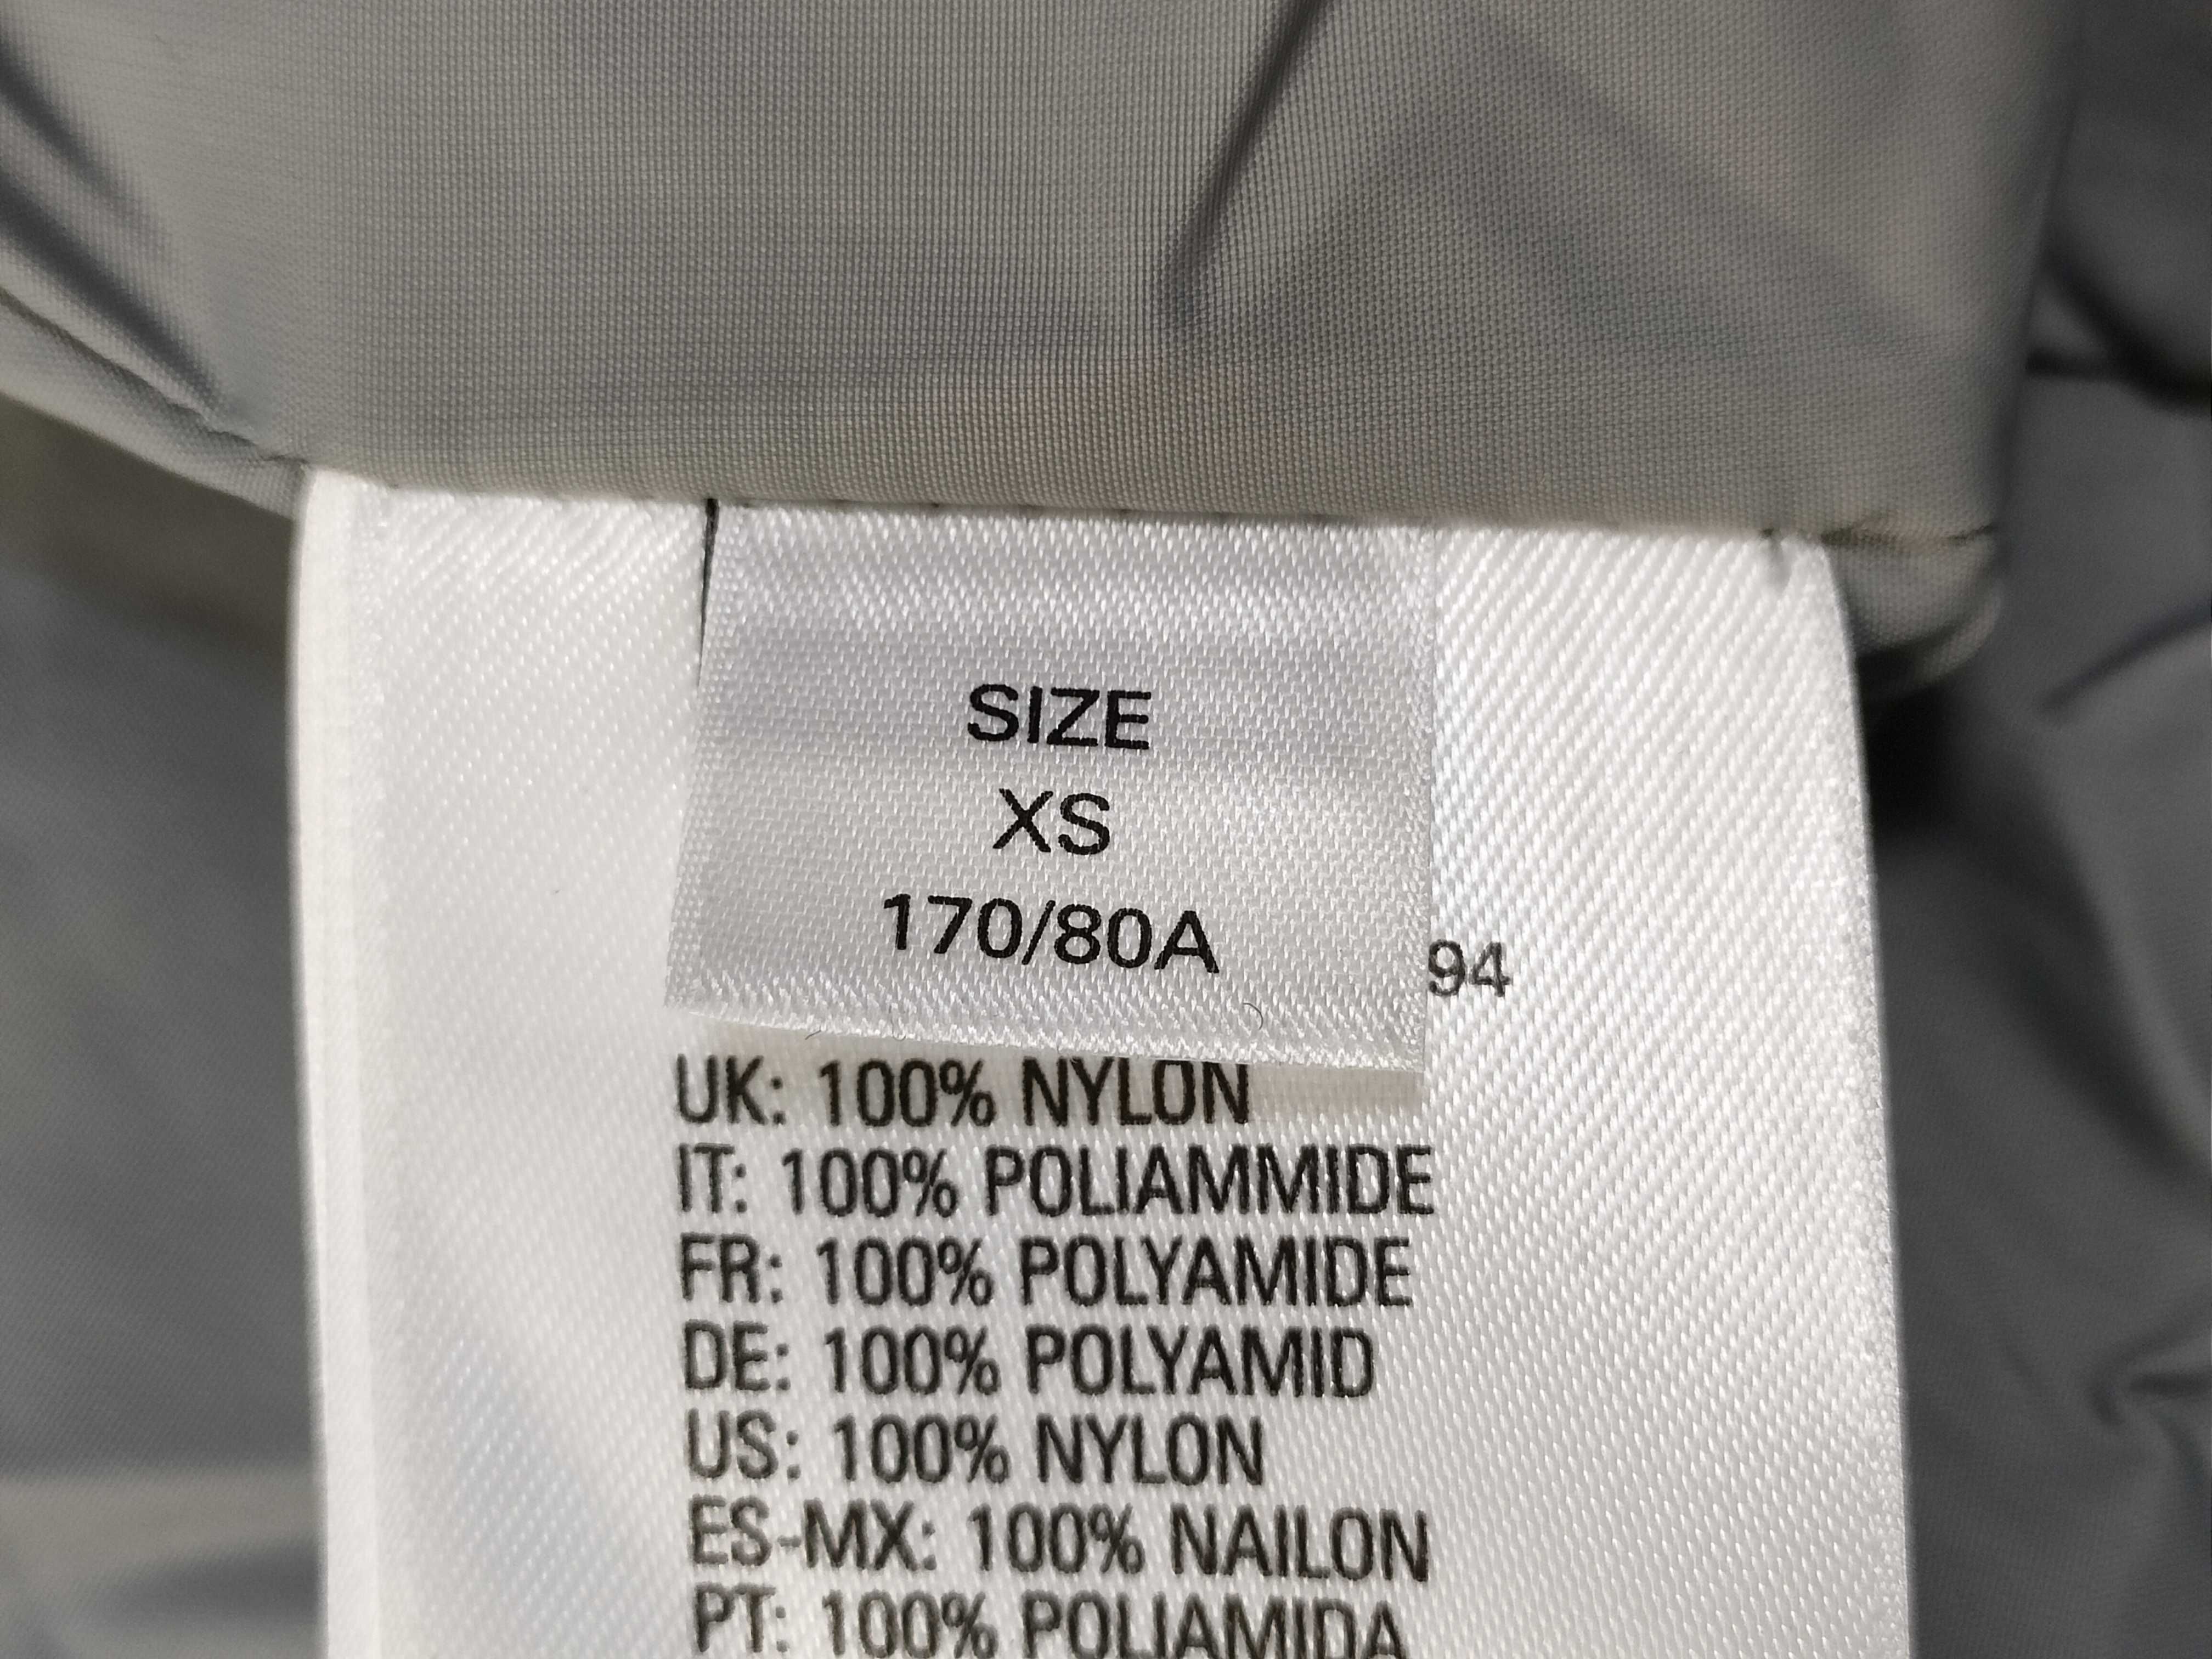 SIZE
XS
170/80A
94
UK: 100% NYLON
IT: 100% POLIAMMIDE
FR: 100% POLYAMIDE
DE: 100% POLYAMID
US: 100% NYLON
ES-MX: 100% NAILON
PT: 100% POLIAMIDA